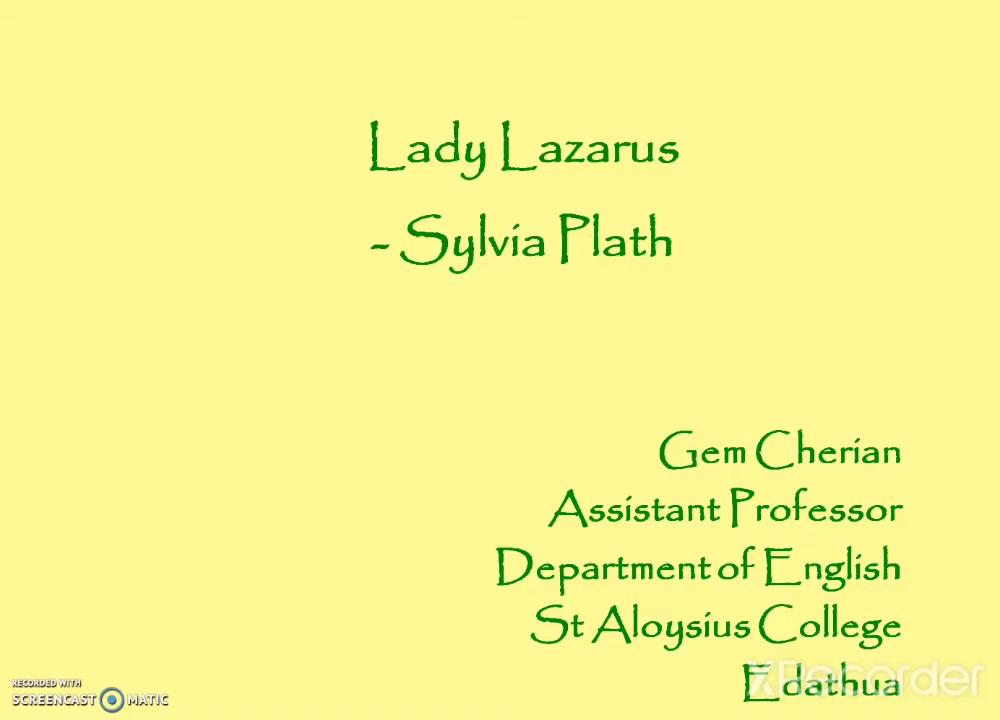 Lady Lazarus
- Sylvia Plath
Gem Cherian
Assistant Professor
Department of English
St Aloysius College
Edathua
RECORDED WITH
SCREENCAST MATIC
XRecorder